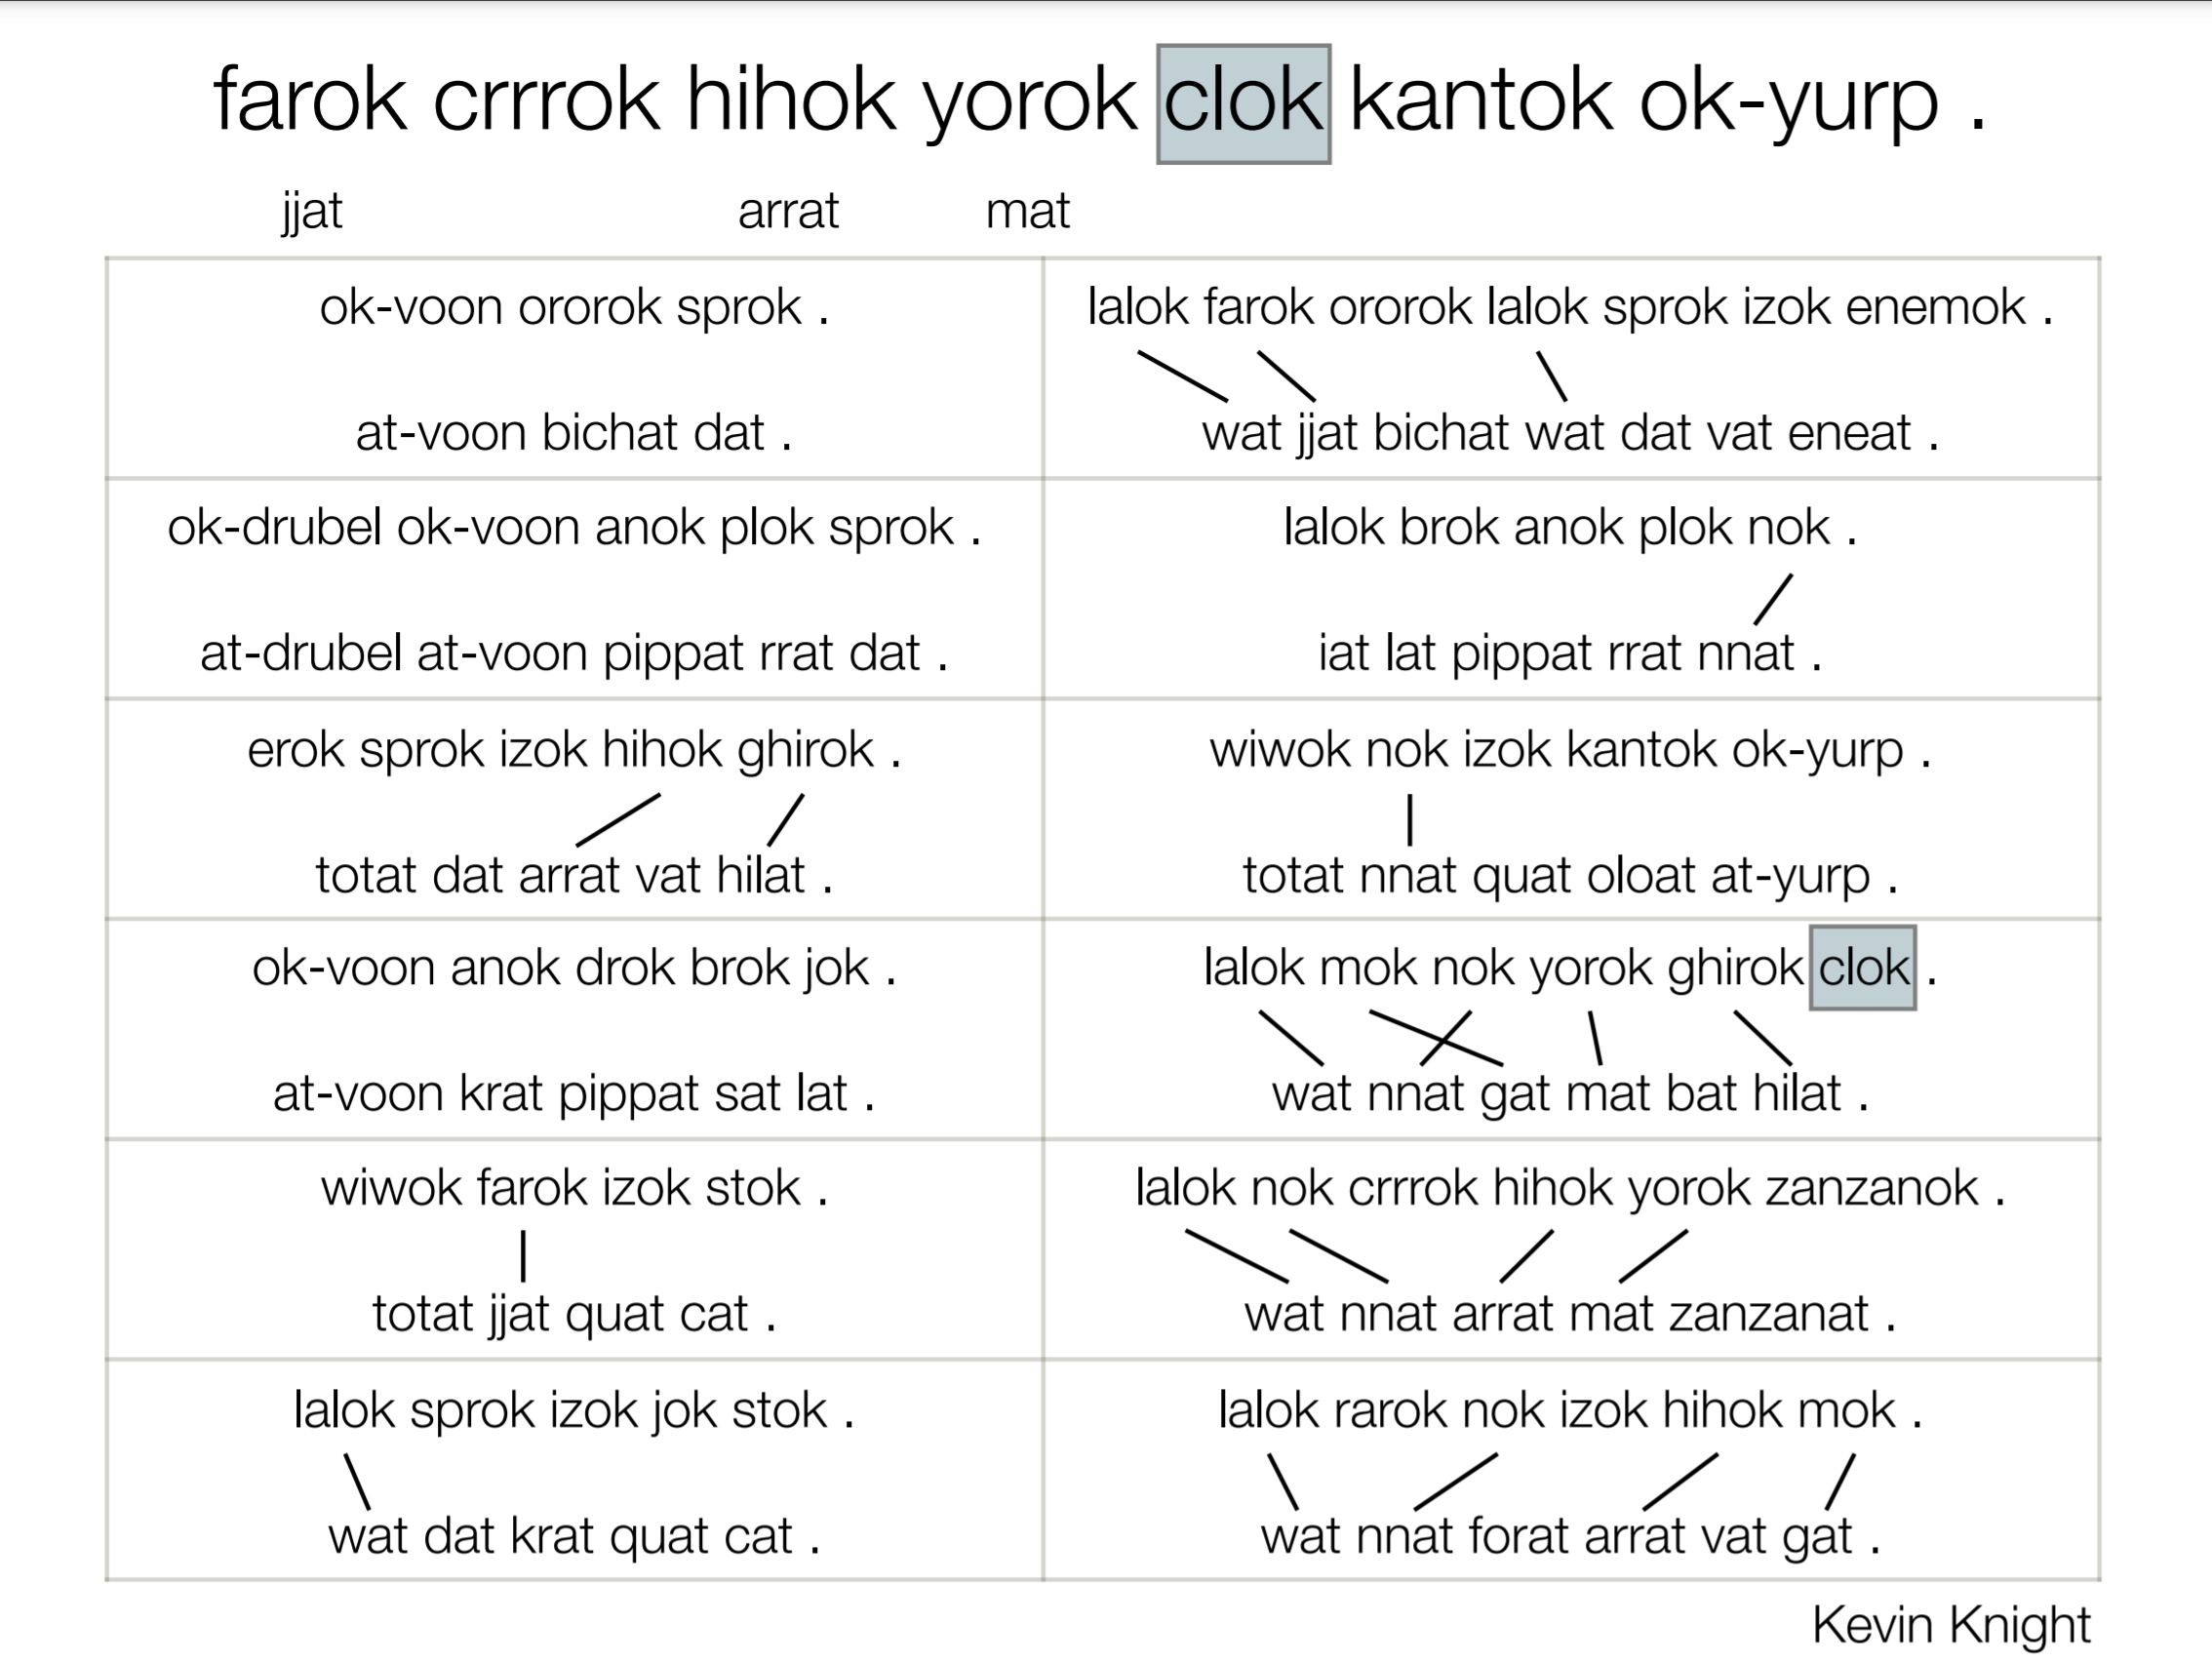 farok crrrok hihok yorok clok kantok ok-yurp .
jjat arrat mat
ok-voon ororok sprok .
at-voon bichat dat .
lalok farok ororok lalok sprok izok enemok .
wat jjat bichat wat dat vat eneat .
ok-drubel ok-voon anok plok sprok .
at-drubel at-voon pippat rrat dat .
lalok brok anok plok nok .
iat lat pippat rrat nnat .
erok sprok izok hihok ghirok .
totat dat arrat vat hilat .
wiwok nok izok kantok ok-yurp .
totat nnat quat oloat at-yurp .
ok-voon anok drok brok jok .
at-voon krat pippat sat lat .
lalok mok nok yorok ghirok clok .
wat nnat gat mat bat hilat .
wiwok farok izok stok .
totat jjat quat cat .
lalok nok crrrok hihok yorok zanzanok .
wat nnat arrat mat zanzanat .
lalok sprok izok jok stok .
wat dat krat quat cat .
lalok rarok nok izok hihok mok .
wat nnat forat arrat vat gat .
Kevin Knight